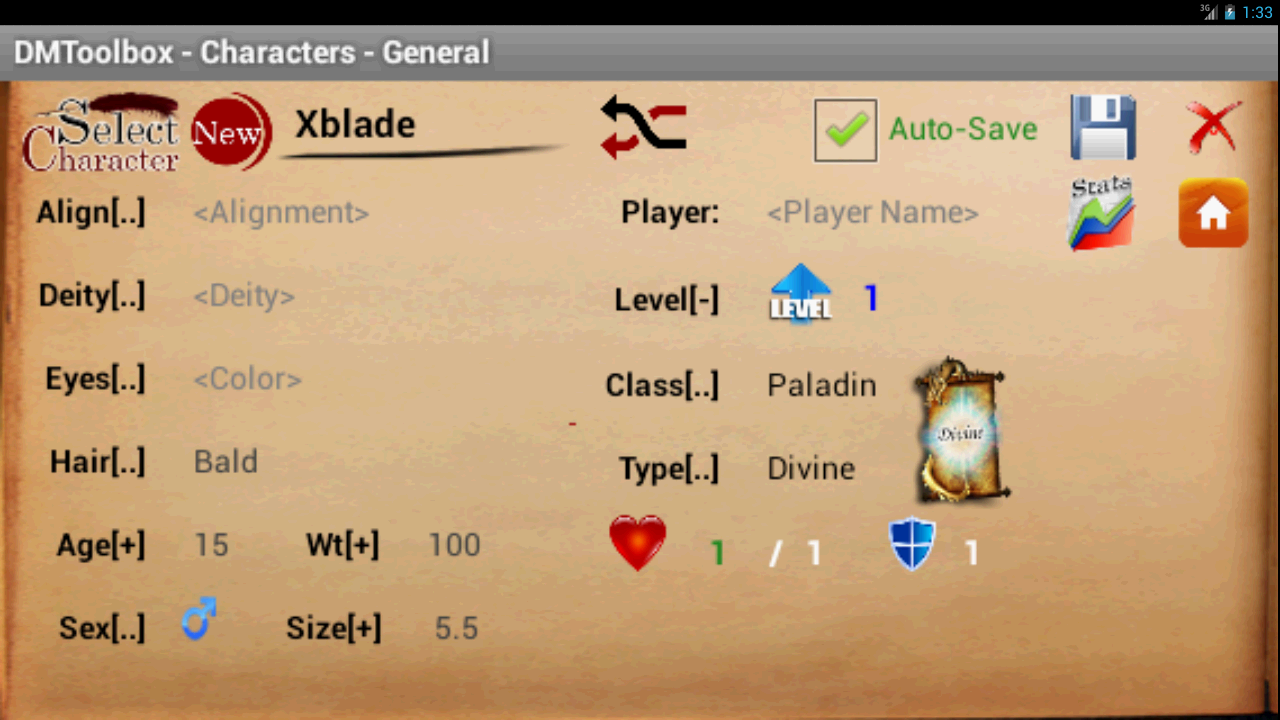 3G 1:33
DMToolbox - Characters - General
Select Character
New
Xblade
Auto-Save
Align[..] <Alignment>
Player: <Player Name>
Stats
Deity[..] <Deity>
Level[-] LEVEL 1
Eyes[..] <Color>
Class[..] Paladin
Divine
Hair[..] Bald
Type[..] Divine
Age[+] 15 Wt[+] 100
1 / 1 1
Sex[..] Size[+] 5.5